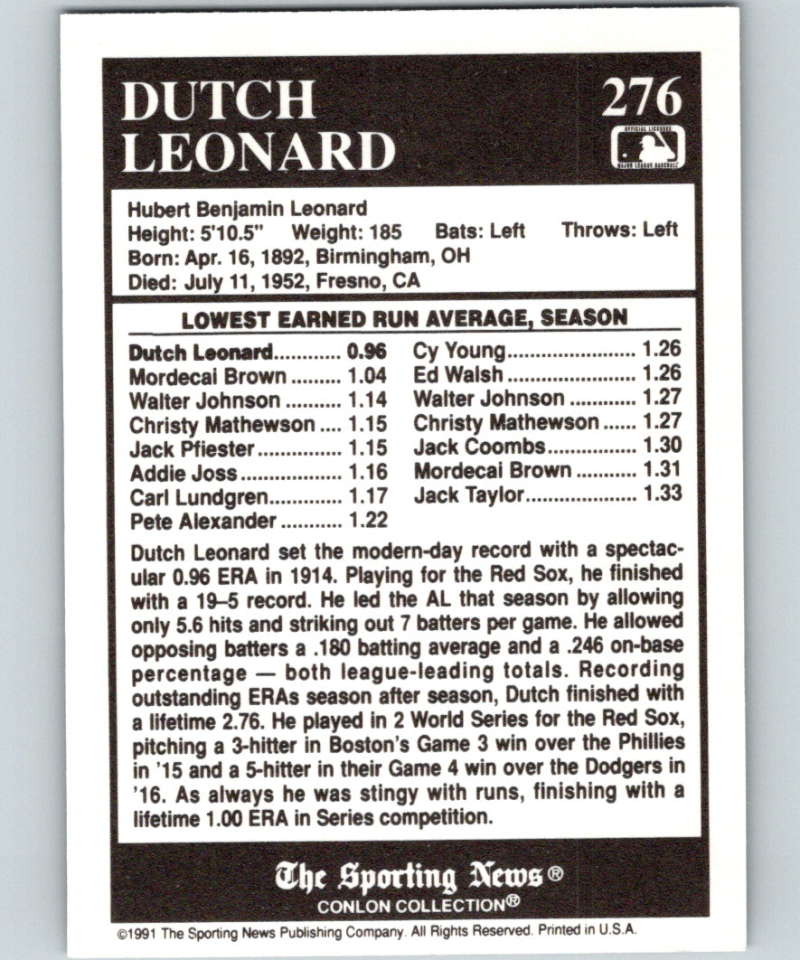 DUTCH
LEONARD
276
OFFICIAL LICENSEE
MAJOR LEAGUE BASEBALL
Hubert Benjamin Leonard
Height: 5'10.5" Weight: 185 Bats: Left Throws: Left
Born: Apr. 16, 1892, Birmingham, OH
Died: July 11, 1952, Fresno, CA
LOWEST EARNED RUN AVERAGE, SEASON
Dutch Leonard............ 0.96
Mordecai Brown ......... 1.04
Walter Johnson .......... 1.14
Christy Mathewson .... 1.15
Jack Pfiester............... 1.15
Addie Joss.................. 1.16
Carl Lundgren............. 1.17
Pete Alexander ........... 1.22
Cy Young....................... 1.26
Ed Walsh ....................... 1.26
Walter Johnson ............ 1.27
Christy Mathewson ...... 1.27
Jack Coombs................ 1.30
Mordecai Brown ........... 1.31
Jack Taylor.................... 1.33
Dutch Leonard set the modern-day record with a spectac-
ular 0.96 ERA in 1914. Playing for the Red Sox, he finished
with a 19–5 record. He led the AL that season by allowing
only 5.6 hits and striking out 7 batters per game. He allowed
opposing batters a .180 batting average and a .246 on-base
percentage — both league-leading totals. Recording
outstanding ERAs season after season, Dutch finished with
a lifetime 2.76. He played in 2 World Series for the Red Sox,
pitching a 3-hitter in Boston's Game 3 win over the Phillies
in '15 and a 5-hitter in their Game 4 win over the Dodgers in
'16. As always he was stingy with runs, finishing with a
lifetime 1.00 ERA in Series competition.
The Sporting News®
CONLON COLLECTION®
©1991 The Sporting News Publishing Company. All Rights Reserved. Printed in U.S.A.